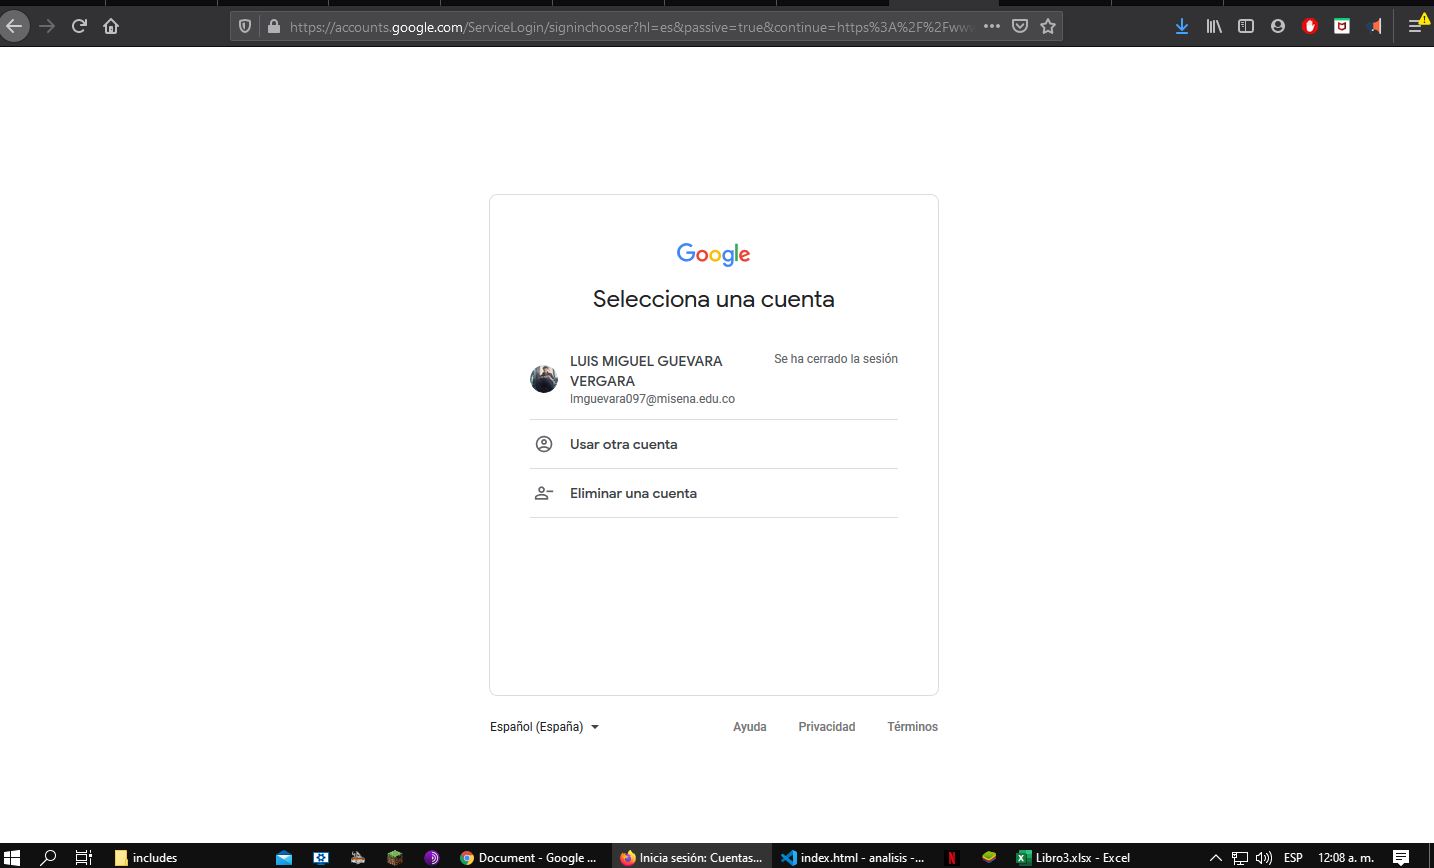 https://accounts.google.com/ServiceLogin/signinchooser?hl=es&passive=true&continue=https%3A%2F%2Fwww
Google
Selecciona una cuenta
LUIS MIGUEL GUEVARA
VERGARA
Se ha cerrado la sesión
lmguevara097@misena.edu.co
Usar otra cuenta
Eliminar una cuenta
Español (España)
Ayuda
Privacidad
Términos
includes
Document - Google ...
Inicia sesión: Cuentas...
index.html - analisis -...
N
Libro3.xlsx - Excel
ESP
12:08 a. m.